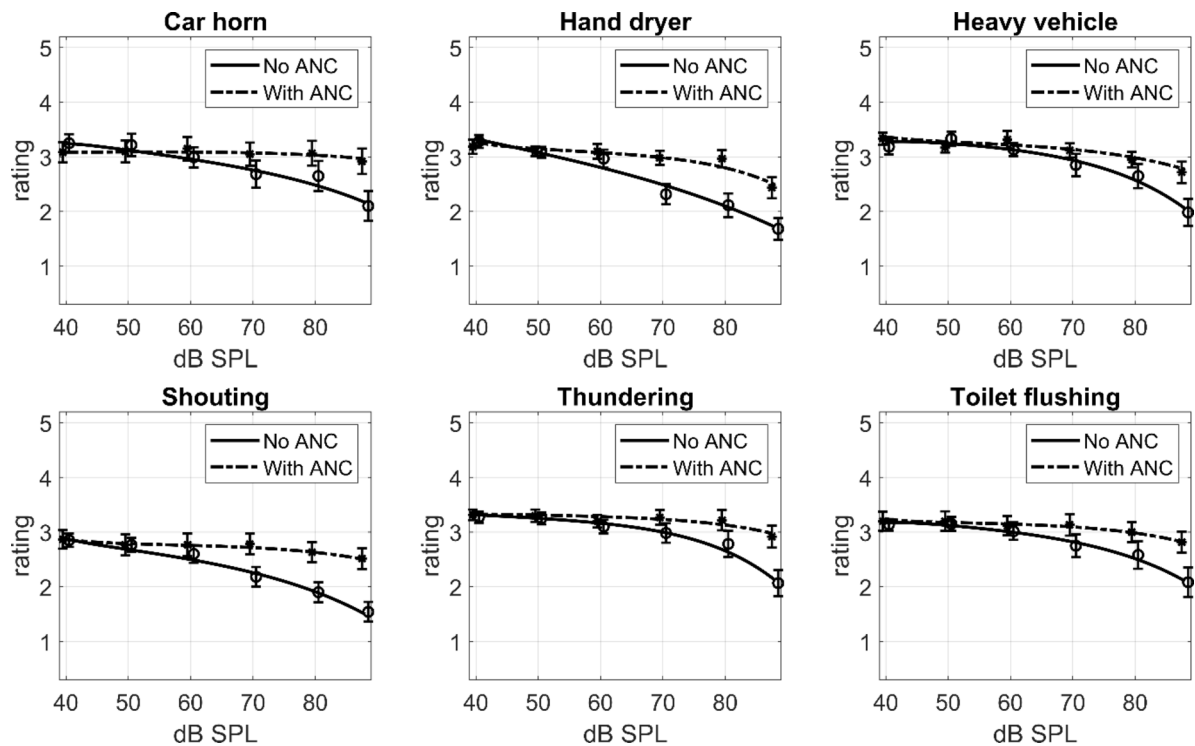 Car horn
5
4
3
2
1
rating
No ANC
With ANC
40 50 60 70 80
dB SPL
Hand dryer
5
4
3
2
1
rating
No ANC
With ANC
40 50 60 70 80
dB SPL
Heavy vehicle
5
4
3
2
1
rating
No ANC
With ANC
40 50 60 70 80
dB SPL
Shouting
5
4
3
2
1
rating
No ANC
With ANC
40 50 60 70 80
dB SPL
Thundering
5
4
3
2
1
rating
No ANC
With ANC
40 50 60 70 80
dB SPL
Toilet flushing
5
4
3
2
1
rating
No ANC
With ANC
40 50 60 70 80
dB SPL